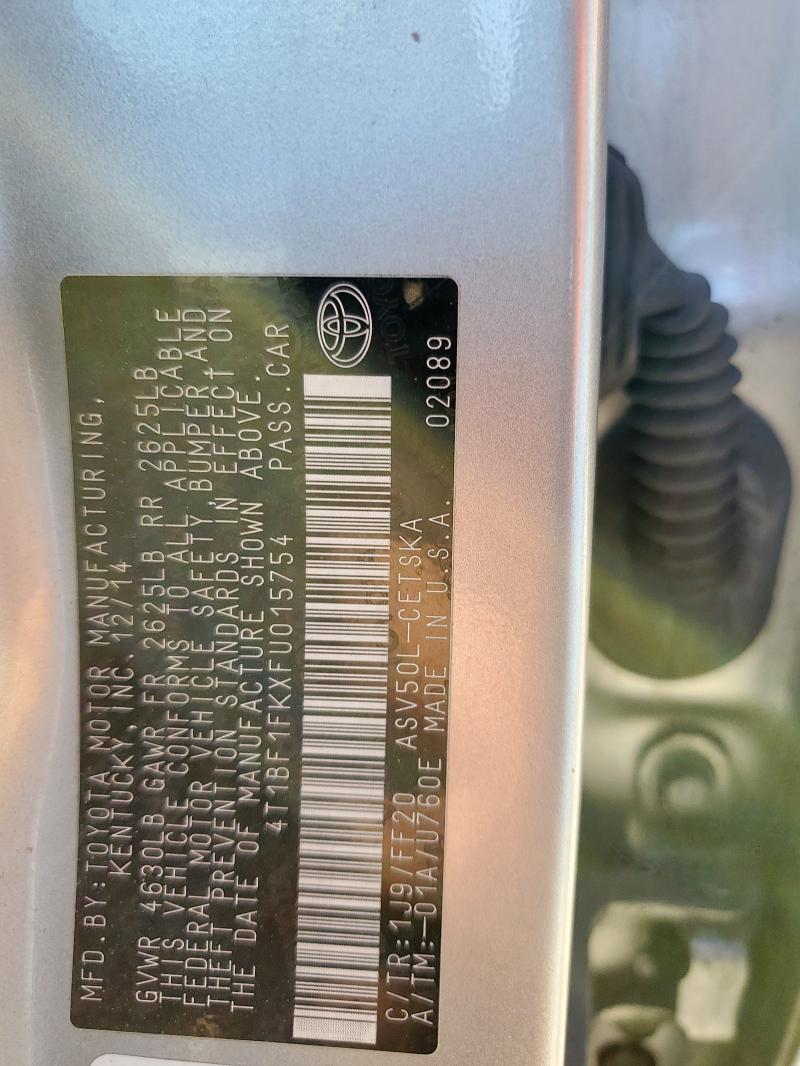 MFD.BY:TOYOTA MOTOR MANUFACTURING,
KENTUCKY, INC. 12/14
GVWR 4630LB GAWR FR 2625LB RR 2625LB
THIS VEHICLE CONFORMS TO ALL APPLICABLE
FEDERAL MOTOR VEHICLE SAFETY, BUMPER, AND
THEFT PREVENTION STANDARDS IN EFFECT ON
THE DATE OF MANUFACTURE SHOWN ABOVE.
4T1BF1FKXFU015754 PASS.CAR
C/TR:1J9/FF20 ASV50L-CETSKA
A/TM:-01A/U760E MADE IN U.S.A. 02089